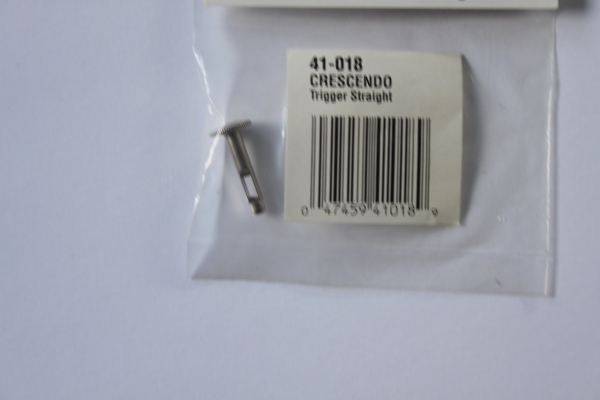 41-018
CRESCENDO
Trigger Straight
0 47459 41018 9